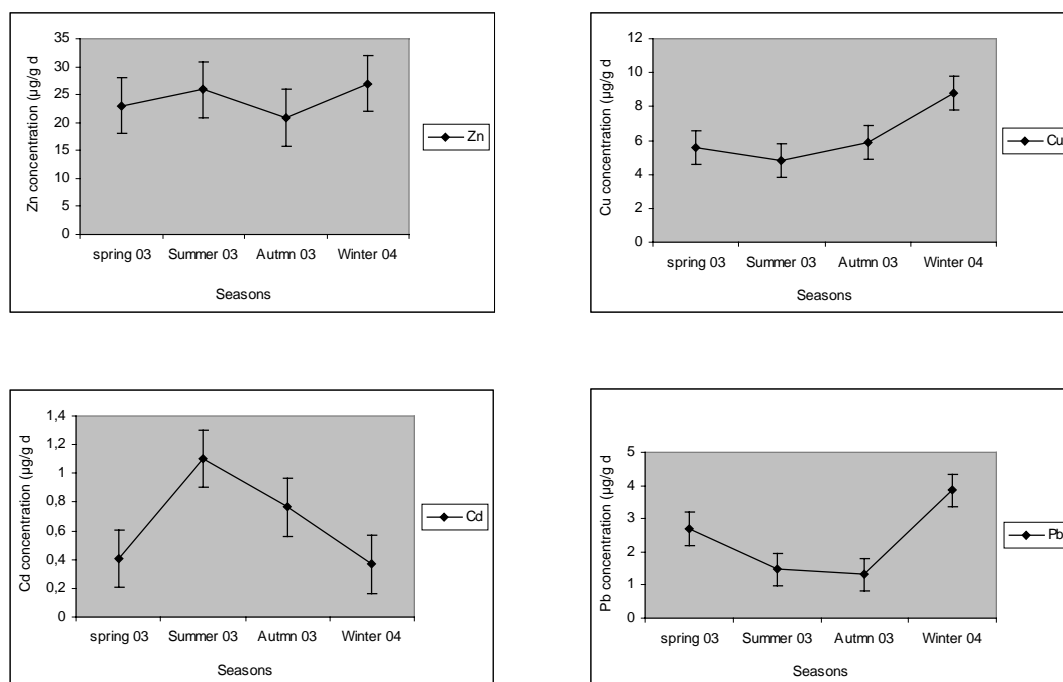 Zn concentration (µg/g d
35
30
25
20
15
10
5
0
spring 03 Summer 03 Autmn 03 Winter 04
Seasons
Zn
Cu concentration (µg/g d
12
10
8
6
4
2
0
spring 03 Summer 03 Autmn 03 Winter 04
Seasons
Cu
Cd concentration (µg/g d
1,4
1,2
1
0,8
0,6
0,4
0,2
0
spring 03 Summer 03 Autmn 03 Winter 04
Seasons
Cd
Pb concentration (µg/g d
5
4
3
2
1
0
spring 03 Summer 03 Autmn 03 Winter 04
Seasons
Pb